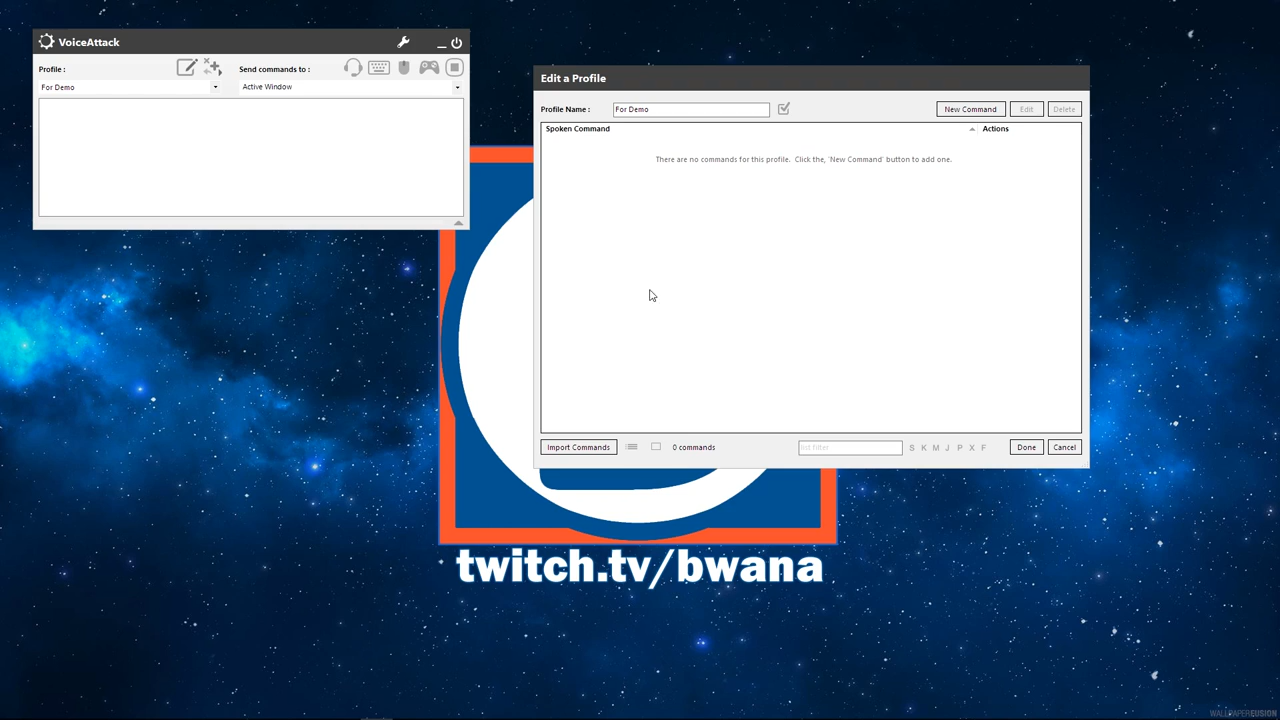 VoiceAttack
Profile :
Send commands to :
For Demo
Active Window
Edit a Profile
Profile Name :
For Demo
New Command
Edit
Delete
Spoken Command
Actions
There are no commands for this profile.  Click the, 'New Command' button to add one.
Import Commands
0 commands
list filter
S K M J P X F
Done
Cancel
twitch.tv/bwana
WALLPAPERFUSION